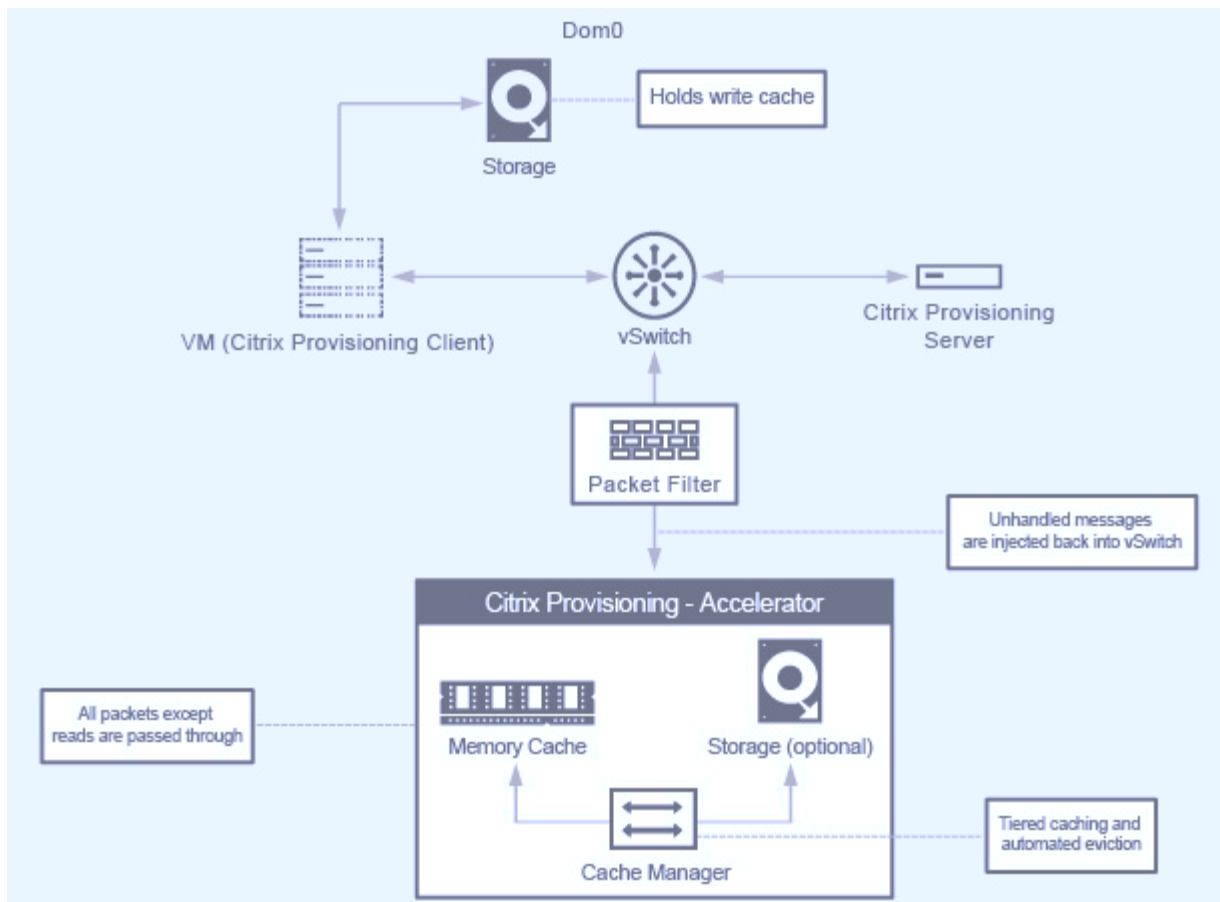 Dom0
Holds write cache
Storage
VM (Citrix Provisioning Client)
vSwitch
Citrix Provisioning
Server
Packet Filter
Unhandled messages
are injected back into vSwitch
Citrix Provisioning - Accelerator
All packets except
reads are passed through
Memory Cache
Storage (optional)
Tiered caching and
automated eviction
Cache Manager